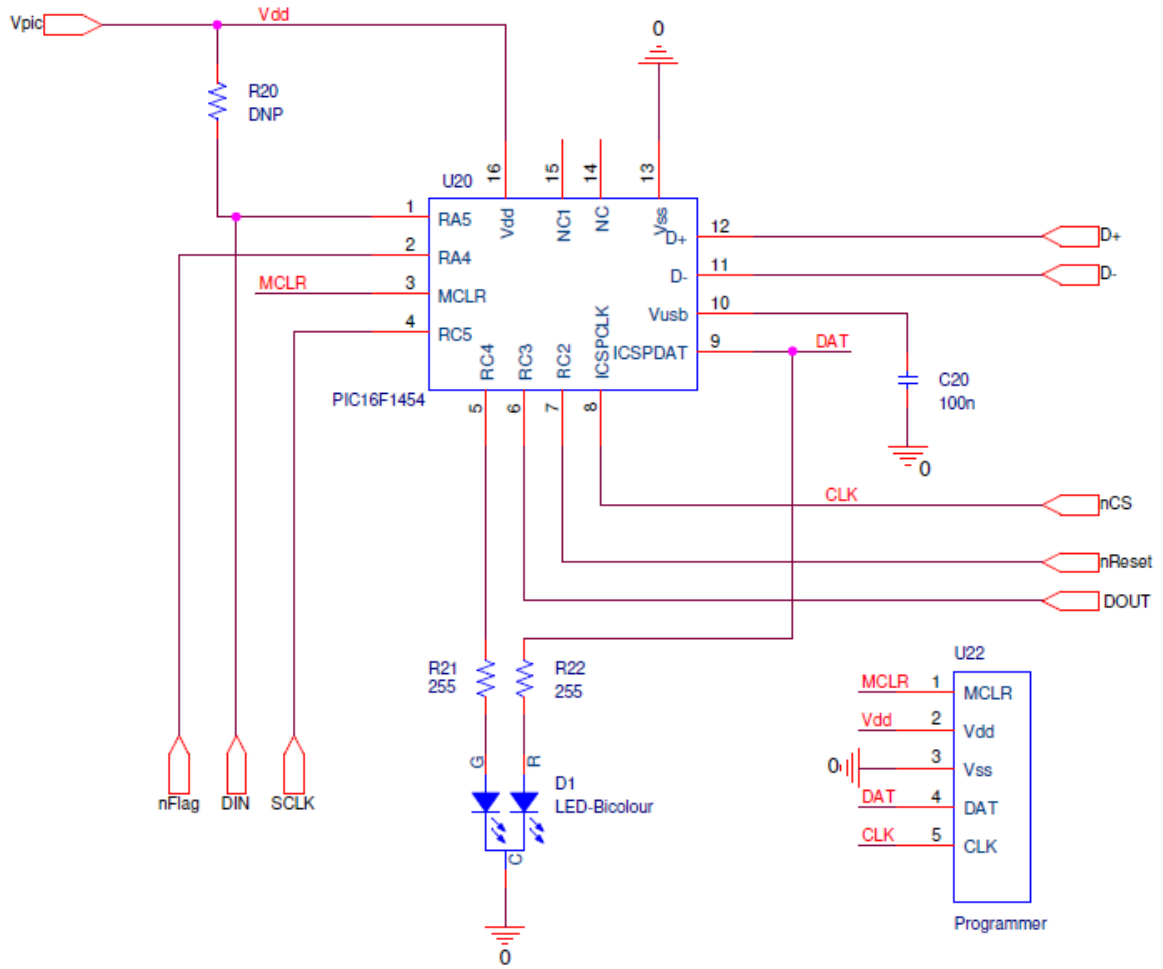 Vpic
Vdd
0
R20
DNP
U20
16
15
14
13
1
RA5
Vdd
NC1
NC
Vss
D+
12
D+
2
RA4
D-
11
D-
MCLR
3
MCLR
Vusb
10
4
RC5
RC4
RC3
RC2
ICSPCLK
ICSPDAT
9
DAT
PIC16F1454
5
6
7
8
C20
100n
0
CLK
nCS
nReset
DOUT
R21
255
R22
255
G
R
D1
LED-Bicolour
C
0
nFlag
DIN
SCLK
U22
MCLR
1
MCLR
Vdd
2
Vdd
0
3
Vss
DAT
4
DAT
CLK
5
CLK
Programmer